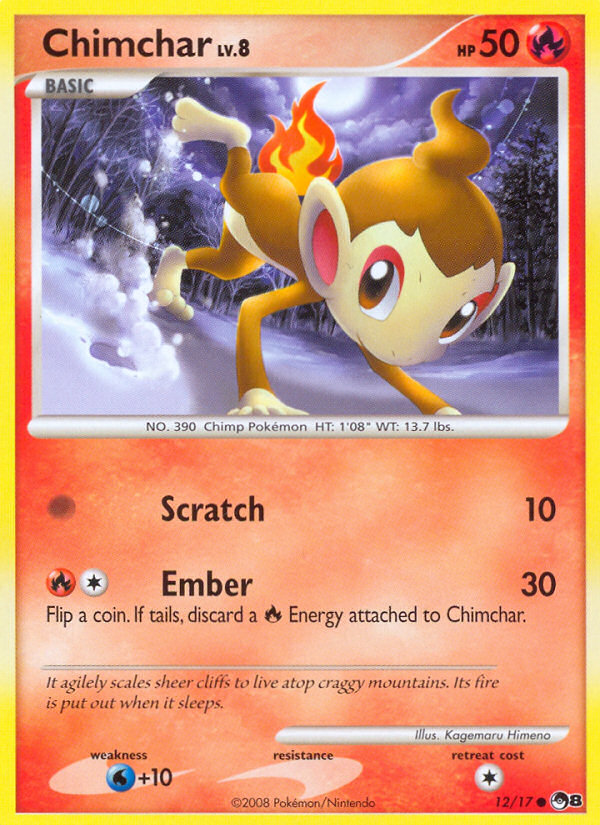 Chimchar LV.8 HP 50
BASIC
NO. 390 Chimp Pokémon HT: 1'08" WT: 13.7 lbs.
Scratch 10
Ember 30
Flip a coin. If tails, discard a Energy attached to Chimchar.
It agilely scales sheer cliffs to live atop craggy mountains. Its fire
is put out when it sleeps.
Illus. Kagemaru Himeno
weakness resistance retreat cost
+10
©2008 Pokémon/Nintendo 12/17 8